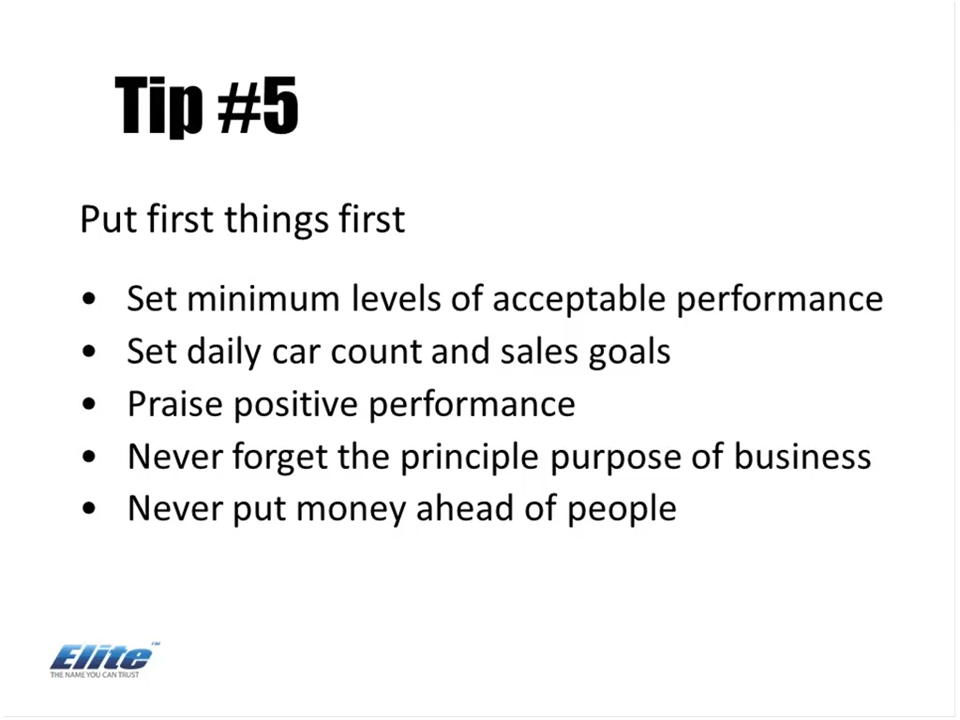 Tip #5
Put first things first
• Set minimum levels of acceptable performance
• Set daily car count and sales goals
• Praise positive performance
• Never forget the principle purpose of business
• Never put money ahead of people
Elite™
THE NAME YOU CAN TRUST